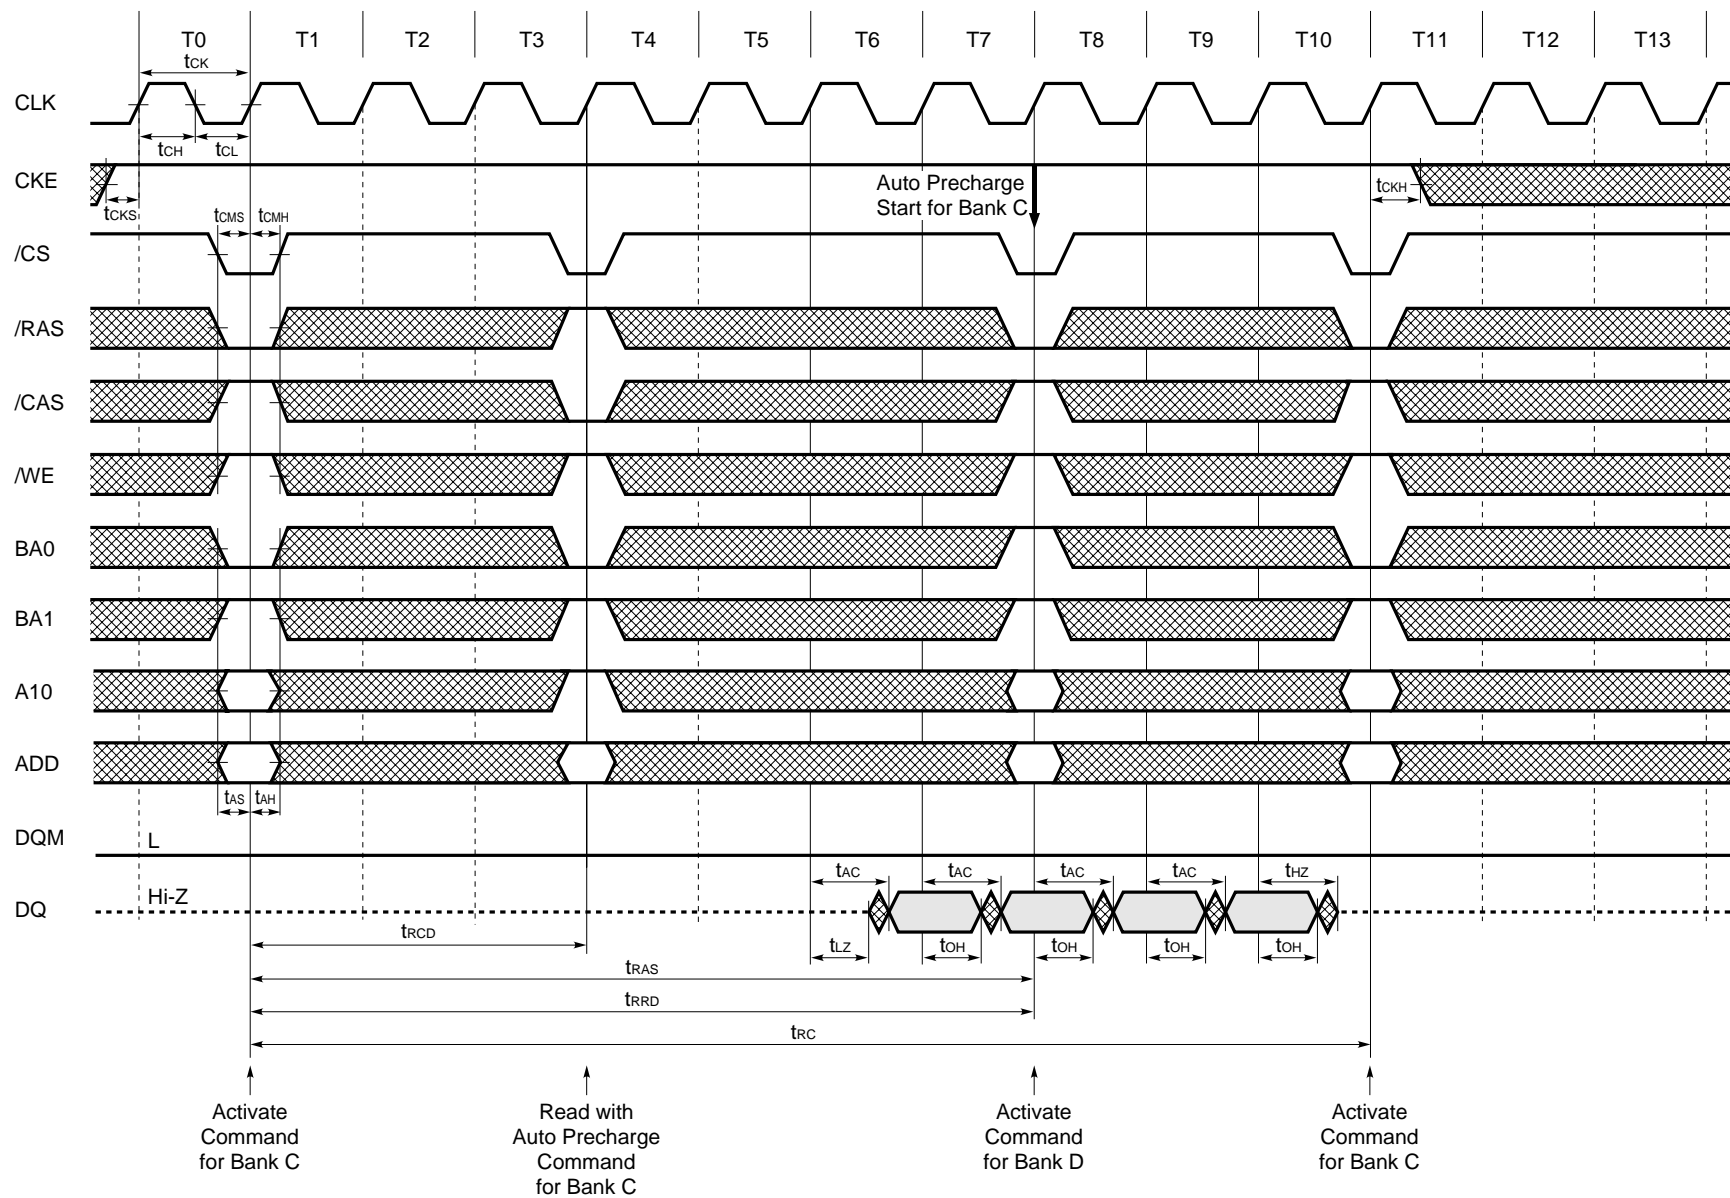 T0 T1 T2 T3 T4 T5 T6 T7 T8 T9 T10 T11 T12 T13
tCK
CLK
tCH tCL
CKE
Auto Precharge
Start for Bank C
tCKH
tCKS
tCMS tCMH
/CS
/RAS
/CAS
/WE
BA0
BA1
A10
ADD
tAS tAH
DQM
L
tAC tAC tAC tAC tHZ
Hi-Z
DQ
tRCD
tLZ tOH tOH tOH tOH
tRAS
tRRD
tRC
Activate
Command
for Bank C
Read with
Auto Precharge
Command
for Bank C
Activate
Command
for Bank D
Activate
Command
for Bank C